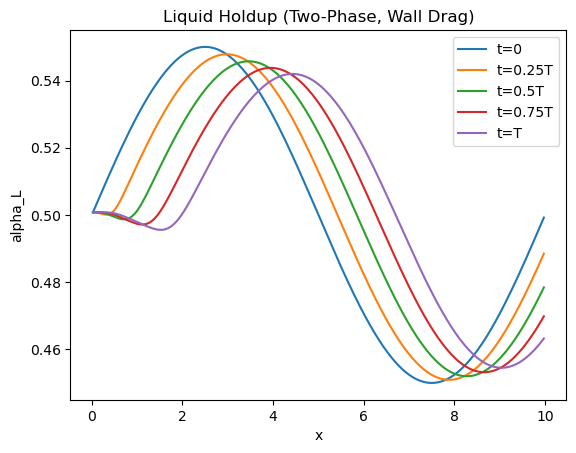 Liquid Holdup (Two-Phase, Wall Drag)
t=0
t=0.25T
t=0.5T
t=0.75T
t=T
alpha_L
0.54
0.52
0.50
0.48
0.46
0
2
4
6
8
10
x